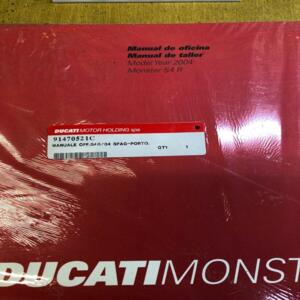 Manual de oficina
Manual de taller
Model Year 2004
Monster S4 R
DUCATI MOTOR HOLDING spa
91470521C
MANUALE OFF.S4R/04 SPAG-PORTO.
QTY 1
DUCATIMONST